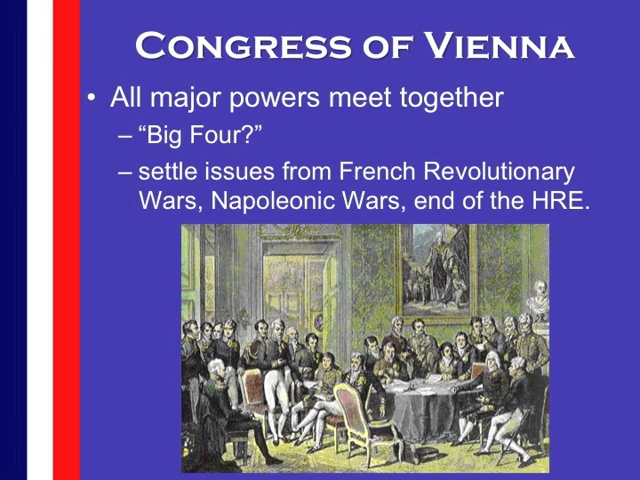 Congress of Vienna
• All major powers meet together
– “Big Four?”
– settle issues from French Revolutionary
Wars, Napoleonic Wars, end of the HRE.